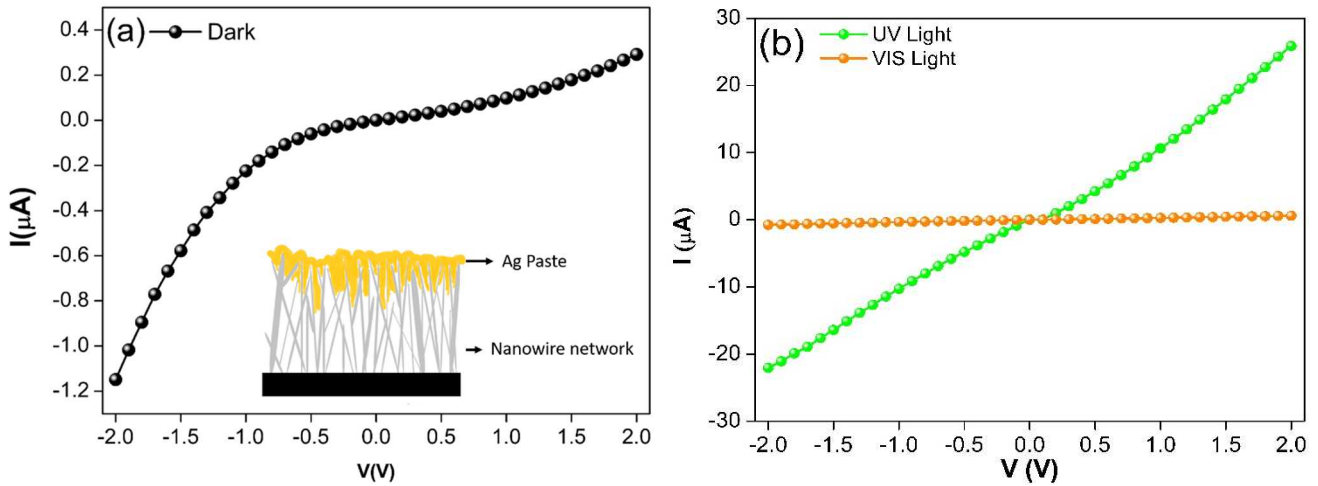 (a)
Dark
I(μA)
0.4
0.2
0.0
-0.2
-0.4
-0.6
-0.8
-1.0
-1.2
Ag Paste
Nanowire network
-2.0 -1.5 -1.0 -0.5 0.0 0.5 1.0 1.5 2.0
V(V)
(b)
UV Light
VIS Light
I (μA)
30
20
10
0
-10
-20
-30
-2.0 -1.5 -1.0 -0.5 0.0 0.5 1.0 1.5 2.0
V (V)